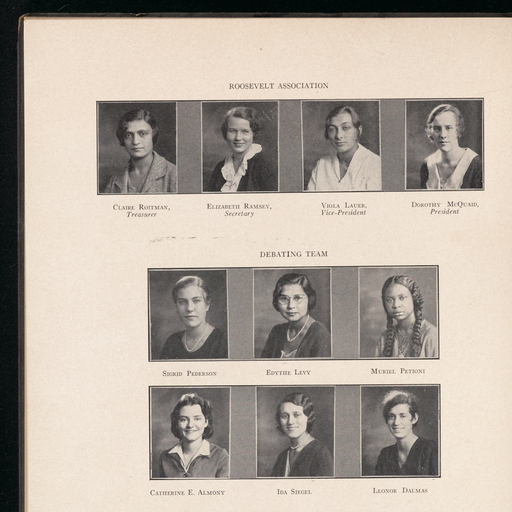 ROOSEVELT ASSOCIATION
CLAIRE ROITMAN, ELIZABETH RAMSEY, VIOLA LAUER, DOROTHY MCQUAID,
Treasurer Secretary Vice-President President
DEBATING TEAM
SIGRID PEDERSON EDYTHE LEVY MURIEL PETIONI
CATHERINE E. ALMONY IDA SIEGEL LEONOR DALMAS